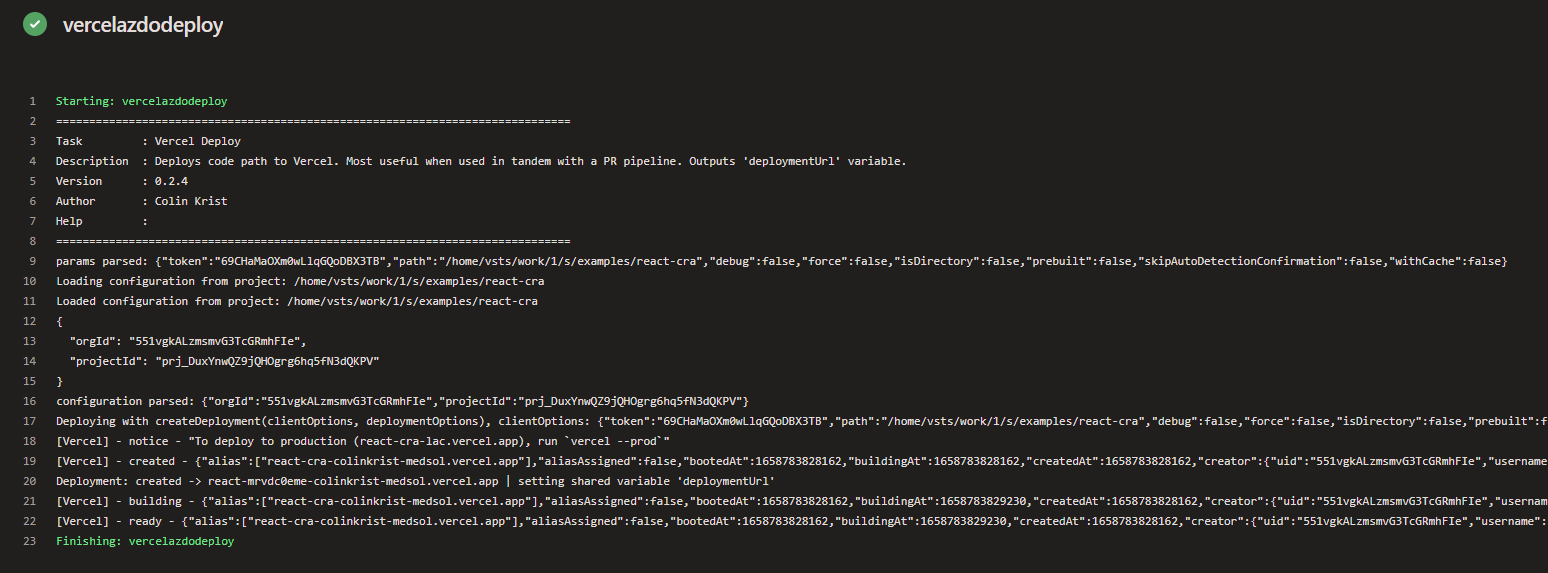 vercelazdodeploy
1 Starting: vercelazdodeploy
2 ==============================================================================
3 Task         : Vercel Deploy
4 Description  : Deploys code path to Vercel. Most useful when used in tandem with a PR pipeline. Outputs 'deploymentUrl' variable.
5 Version      : 0.2.4
6 Author       : Colin Krist
7 Help         :
8 ==============================================================================
9 params parsed: {"token":"69CHaMaOXm0wLlqGQoDBX3TB","path":"/home/vsts/work/1/s/examples/react-cra","debug":false,"force":false,"isDirectory":false,"prebuilt":false,"skipAutoDetectionConfirmation":false,"withCache":false}
10 Loading configuration from project: /home/vsts/work/1/s/examples/react-cra
11 Loaded configuration from project: /home/vsts/work/1/s/examples/react-cra
12 {
13   "orgId": "551vgkALzmsmvG3TcGRmhFIe",
14   "projectId": "prj_DuxYnwQZ9jQHOgrg6hq5fN3dQKPV"
15 }
16 configuration parsed: {"orgId":"551vgkALzmsmvG3TcGRmhFIe","projectId":"prj_DuxYnwQZ9jQHOgrg6hq5fN3dQKPV"}
17 Deploying with createDeployment(clientOptions, deploymentOptions), clientOptions: {"token":"69CHaMaOXm0wLlqGQoDBX3TB","path":"/home/vsts/work/1/s/examples/react-cra","debug":false,"force":false,"isDirectory":false,"prebuilt":f
18 [Vercel] - notice - "To deploy to production (react-cra-lac.vercel.app), run `vercel --prod`"
19 [Vercel] - created - {"alias":["react-cra-colinkrist-medsol.vercel.app"],"aliasAssigned":false,"bootedAt":1658783828162,"buildingAt":1658783828162,"createdAt":1658783828162,"creator":{"uid":"551vgkALzmsmvG3TcGRmhFIe","username
20 Deployment: created -> react-mrvdc0eme-colinkrist-medsol.vercel.app | setting shared variable 'deploymentUrl'
21 [Vercel] - building - {"alias":["react-cra-colinkrist-medsol.vercel.app"],"aliasAssigned":false,"bootedAt":1658783828162,"buildingAt":1658783829230,"createdAt":1658783828162,"creator":{"uid":"551vgkALzmsmvG3TcGRmhFIe","usernam
22 [Vercel] - ready - {"alias":["react-cra-colinkrist-medsol.vercel.app"],"aliasAssigned":false,"bootedAt":1658783828162,"buildingAt":1658783829230,"createdAt":1658783828162,"creator":{"uid":"551vgkALzmsmvG3TcGRmhFIe","username":
23 Finishing: vercelazdodeploy